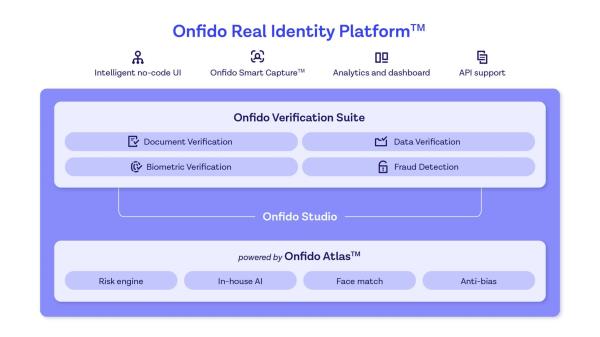 Onfido Real Identity Platform™
Intelligent no-code UI
Onfido Smart Capture™
Analytics and dashboard
API support
Onfido Verification Suite
Document Verification
Data Verification
Biometric Verification
Fraud Detection
Onfido Studio
powered by Onfido Atlas™
Risk engine
In-house AI
Face match
Anti-bias